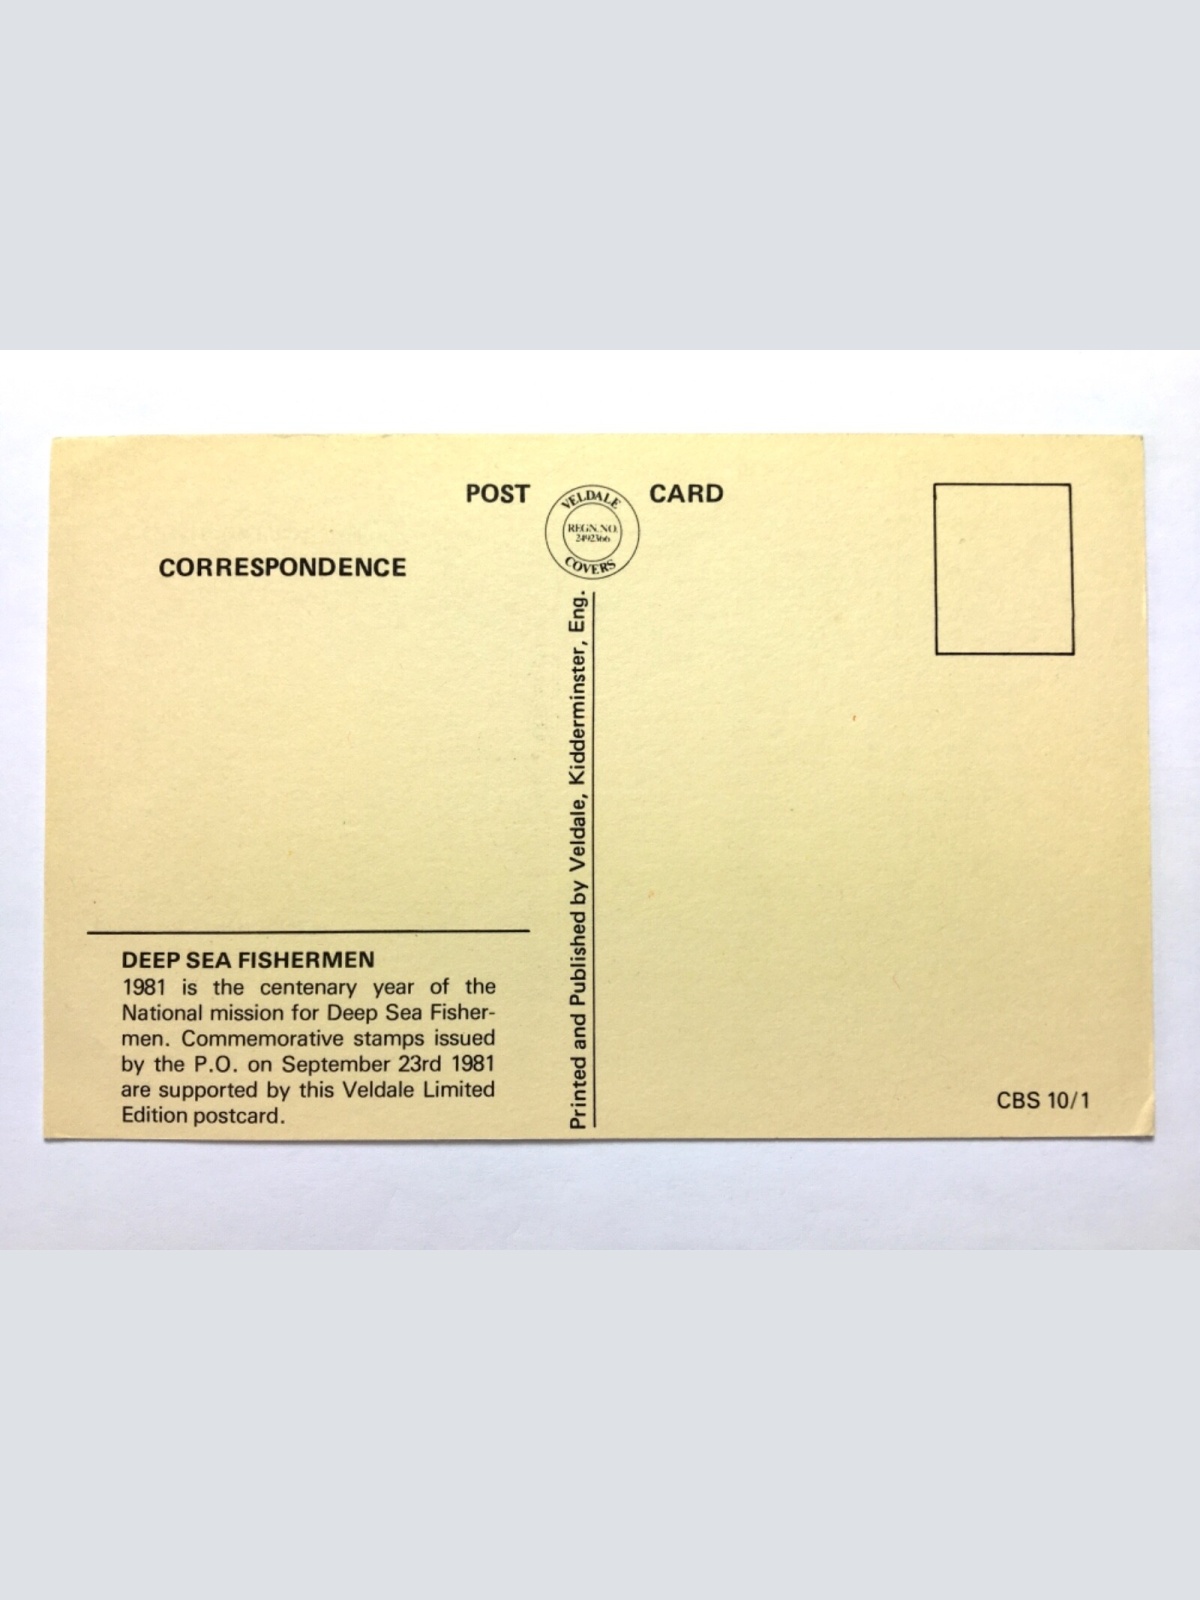 POST CARD
VELDALE
REGN. NO.
2492366
COVERS
CORRESPONDENCE
Printed and Published by Veldale, Kidderminster, Eng.
DEEP SEA FISHERMEN
1981 is the centenary year of the
National mission for Deep Sea Fisher-
men. Commemorative stamps issued
by the P.O. on September 23rd 1981
are supported by this Veldale Limited
Edition postcard.
CBS 10/1